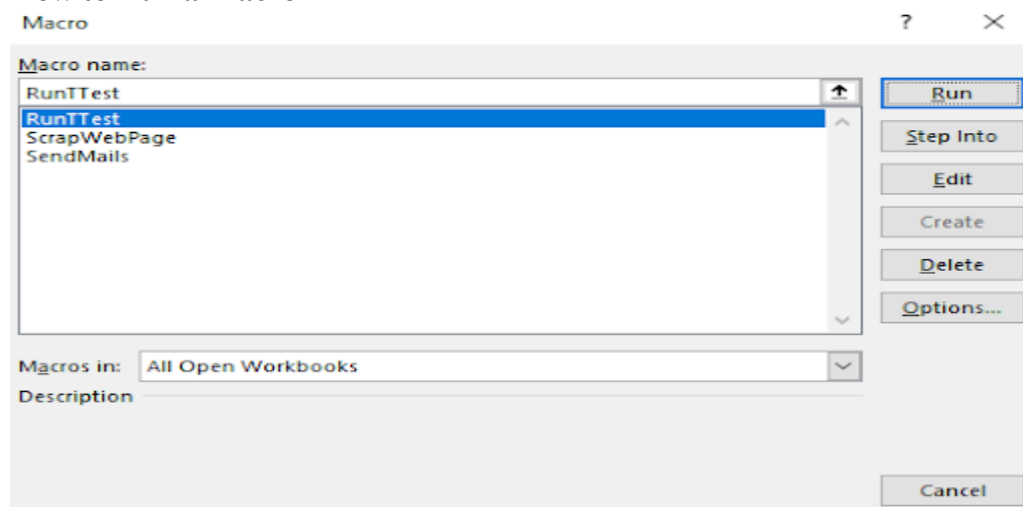 Macro
?
Macro name:
RunTTest
Run
RunTTest
ScrapWebPage
SendMails
Step Into
Edit
Create
Delete
Options...
Macros in: All Open Workbooks
Description
Cancel